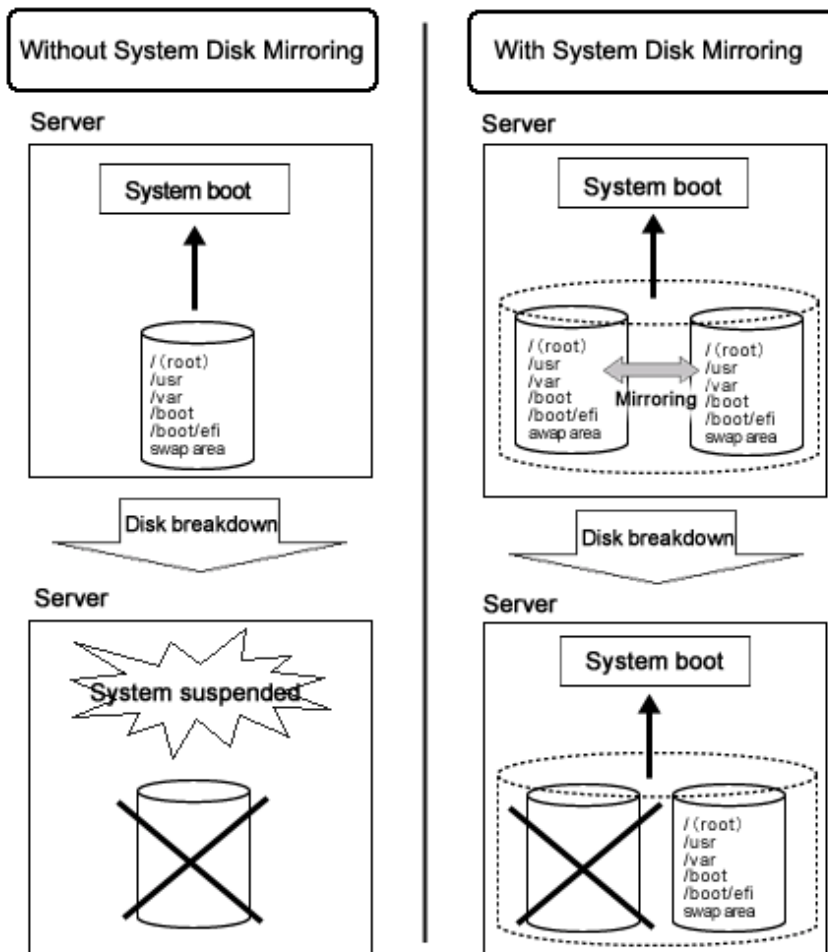 Without System Disk Mirroring
Server
System boot
/ (root)
/usr
/var
/boot
/boot/efi
swap area
Disk breakdown
Server
System suspended
With System Disk Mirroring
Server
System boot
/ (root)
/usr
/var
/boot
/boot/efi
swap area
Mirroring
/ (root)
/usr
/var
/boot
/boot/efi
swap area
Disk breakdown
Server
System boot
/ (root)
/usr
/var
/boot
/boot/efi
swap area